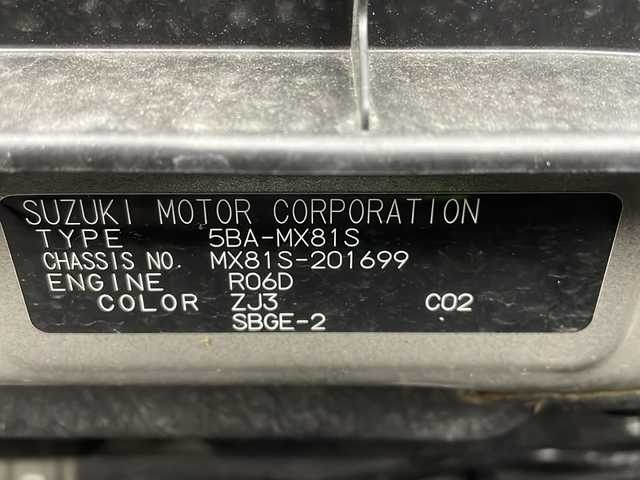 SUZUKI MOTOR CORPORATION
TYPE 5BA-MX81S
CHASSIS NO. MX81S-201699
ENGINE R06D
COLOR ZJ3 C02
SBGE-2